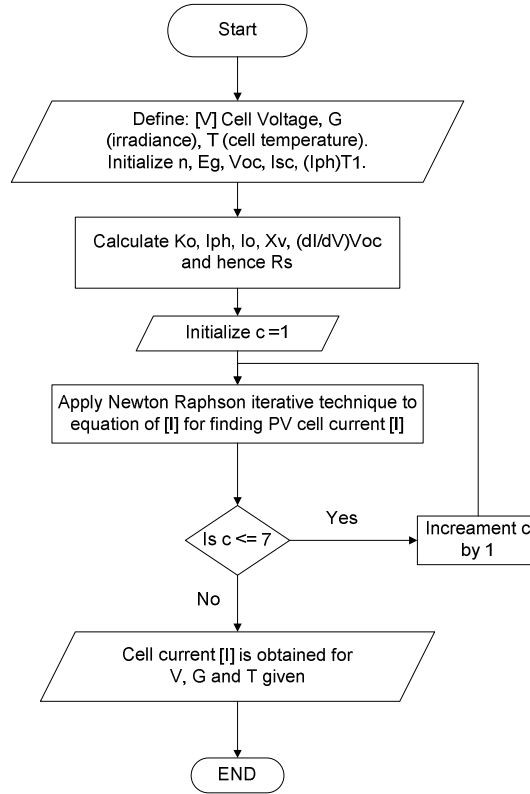 Start
Define: [V] Cell Voltage, G
(irradiance), T (cell temperature).
Initialize n, Eg, Voc, Isc, (Iph)T1.
Calculate Ko, Iph, Io, Xv, (dI/dV)Voc
and hence Rs
Initialize c =1
Apply Newton Raphson iterative technique to
equation of [I] for finding PV cell current [I]
Is c <= 7
Yes
Increament c
by 1
No
Cell current [I] is obtained for
V, G and T given
END